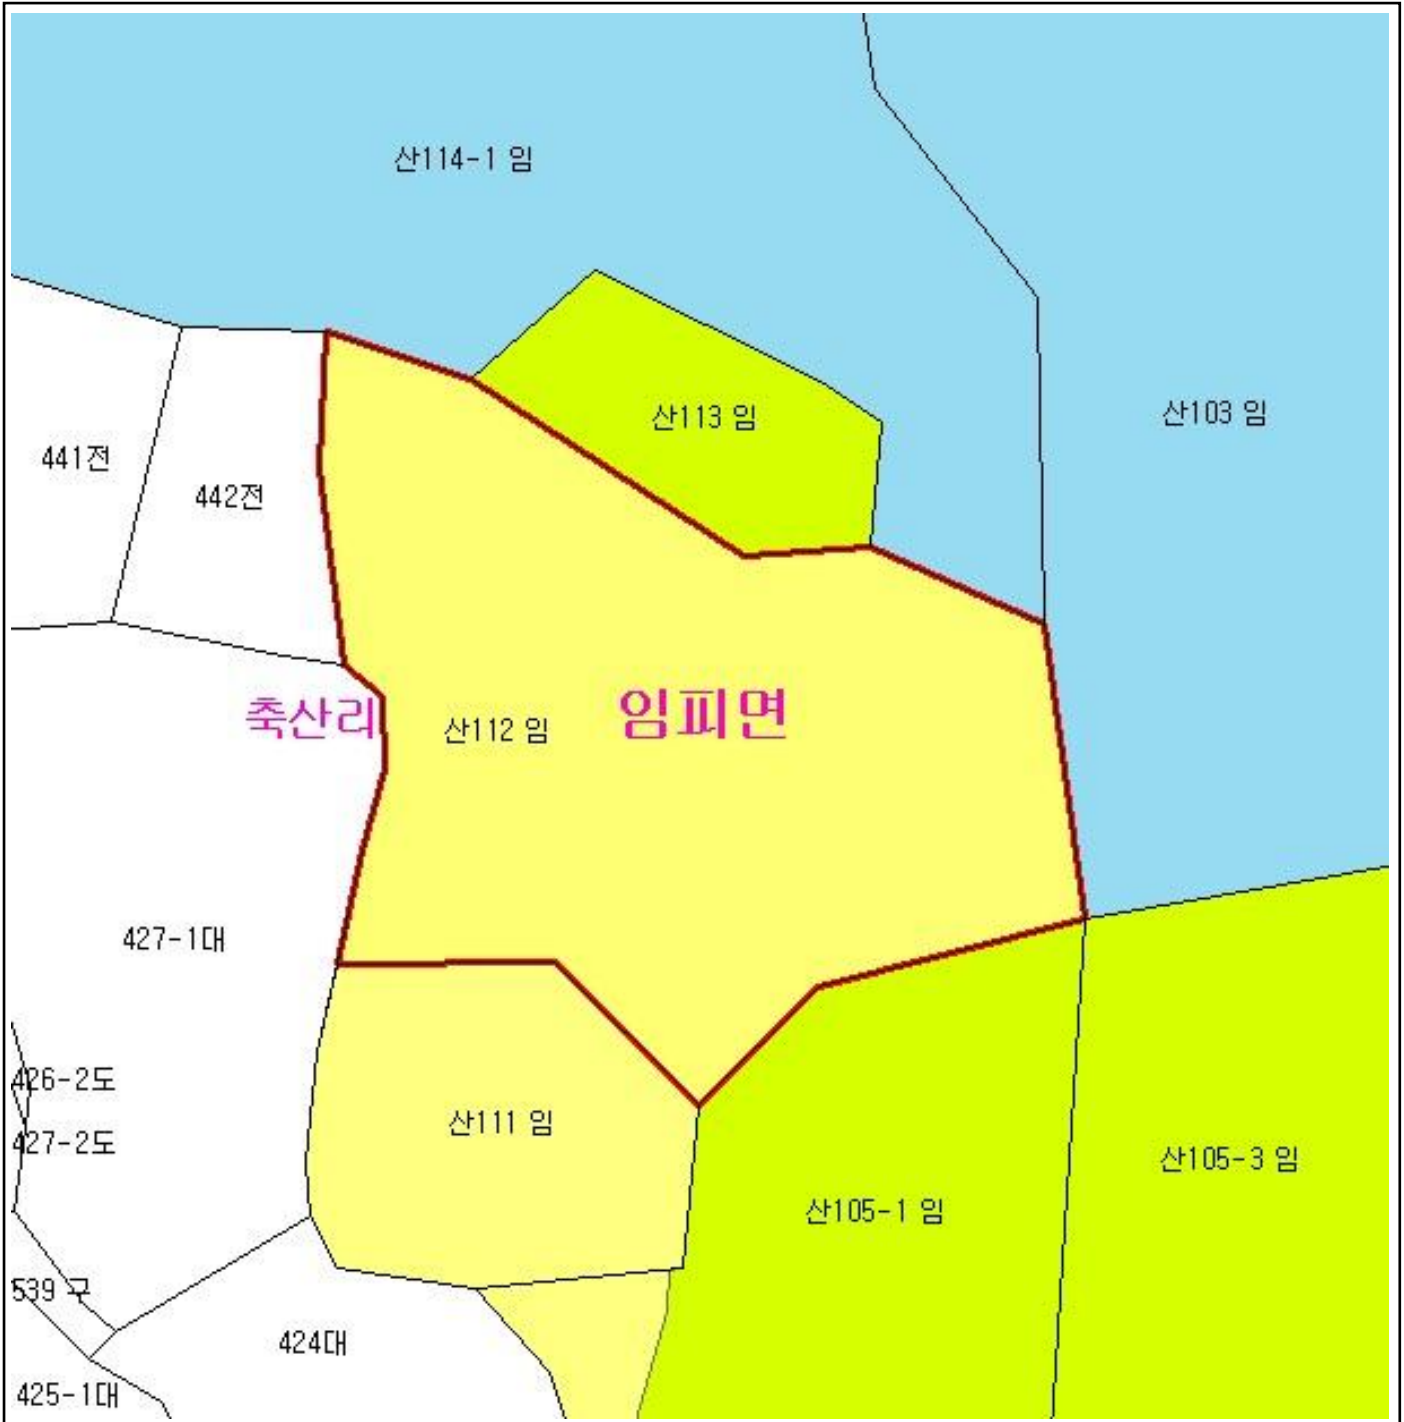 산114-1 임
산113 임
산103 임
441전
442전
축산리
산112 임
임피면
427-1대
426-2도
산111 임
427-2도
산105-3 임
산105-1 임
539 구
424대
425-1대